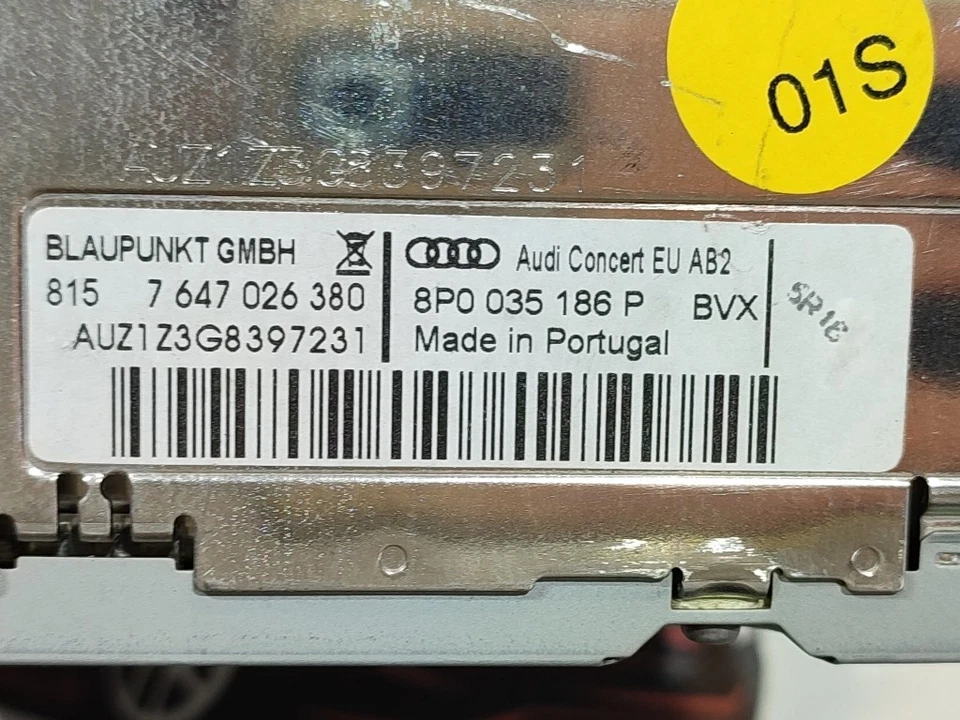 01S
AUZ1Z3G8397231
BLAUPUNKT GMBH
815 7 647 026 380
AUZ1Z3G8397231
Audi Concert EU AB2
8P0 035 186 P BVX
Made in Portugal
SR1E